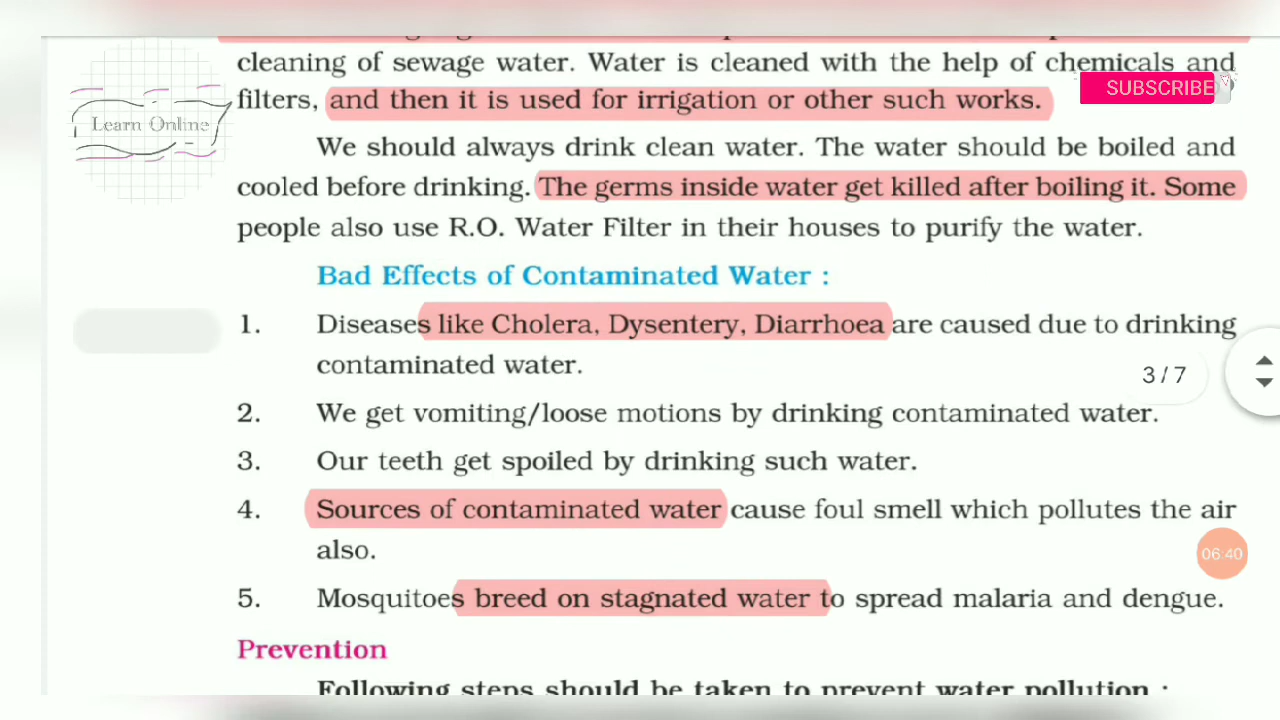 cleaning of sewage water. Water is cleaned with the help of chemicals and
filters, and then it is used for irrigation or other such works.
SUBSCRIBE
Learn Online
We should always drink clean water. The water should be boiled and
cooled before drinking. The germs inside water get killed after boiling it. Some
people also use R.O. Water Filter in their houses to purify the water.
Bad Effects of Contaminated Water :
1. Diseases like Cholera, Dysentery, Diarrhoea are caused due to drinking
contaminated water.
3 / 7
2. We get vomiting/loose motions by drinking contaminated water.
3. Our teeth get spoiled by drinking such water.
4. Sources of contaminated water cause foul smell which pollutes the air
also.
06:40
5. Mosquitoes breed on stagnated water to spread malaria and dengue.
Prevention
Following steps should be taken to prevent water pollution :